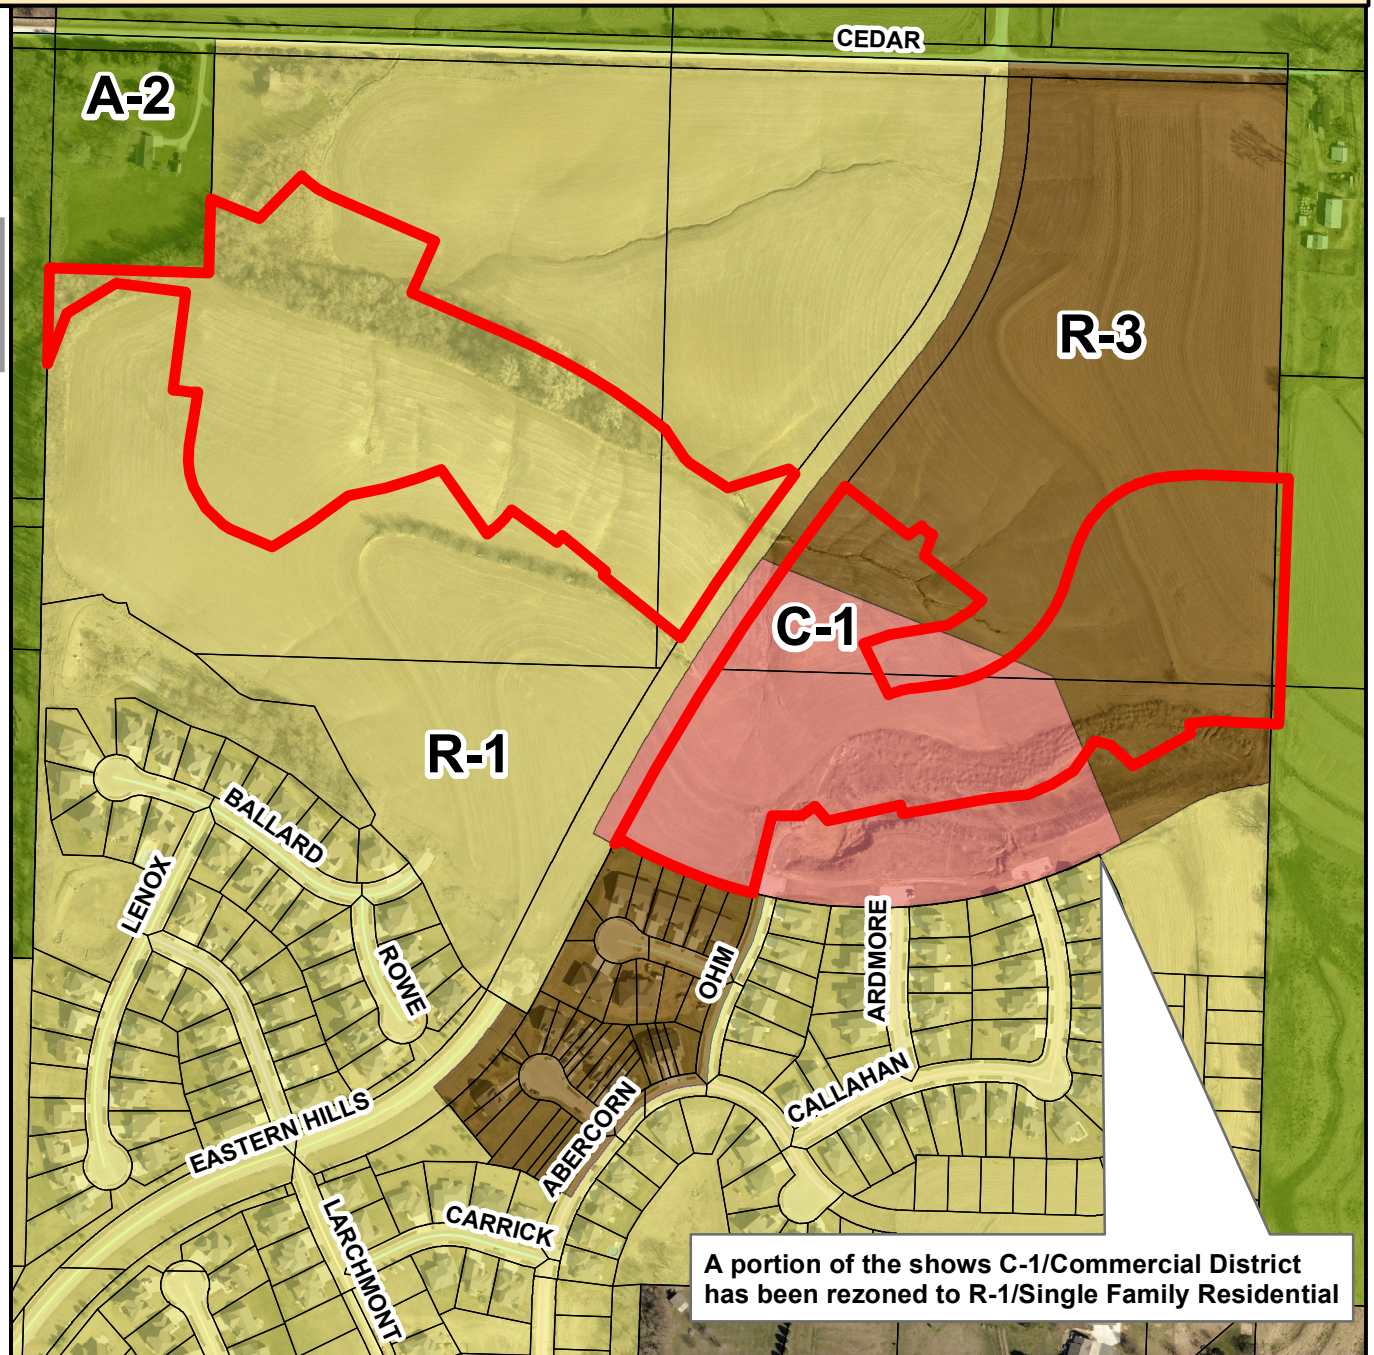 CEDAR
A-2
R-3
C-1
R-1
BALLARD
LENOX
ROWE
OHM
ARDMORE
CALLAHAN
EASTERN HILLS
ABERCORN
CARRICK
LARCHMONT
A portion of the shows C-1/Commercial District
has been rezoned to R-1/Single Family Residential